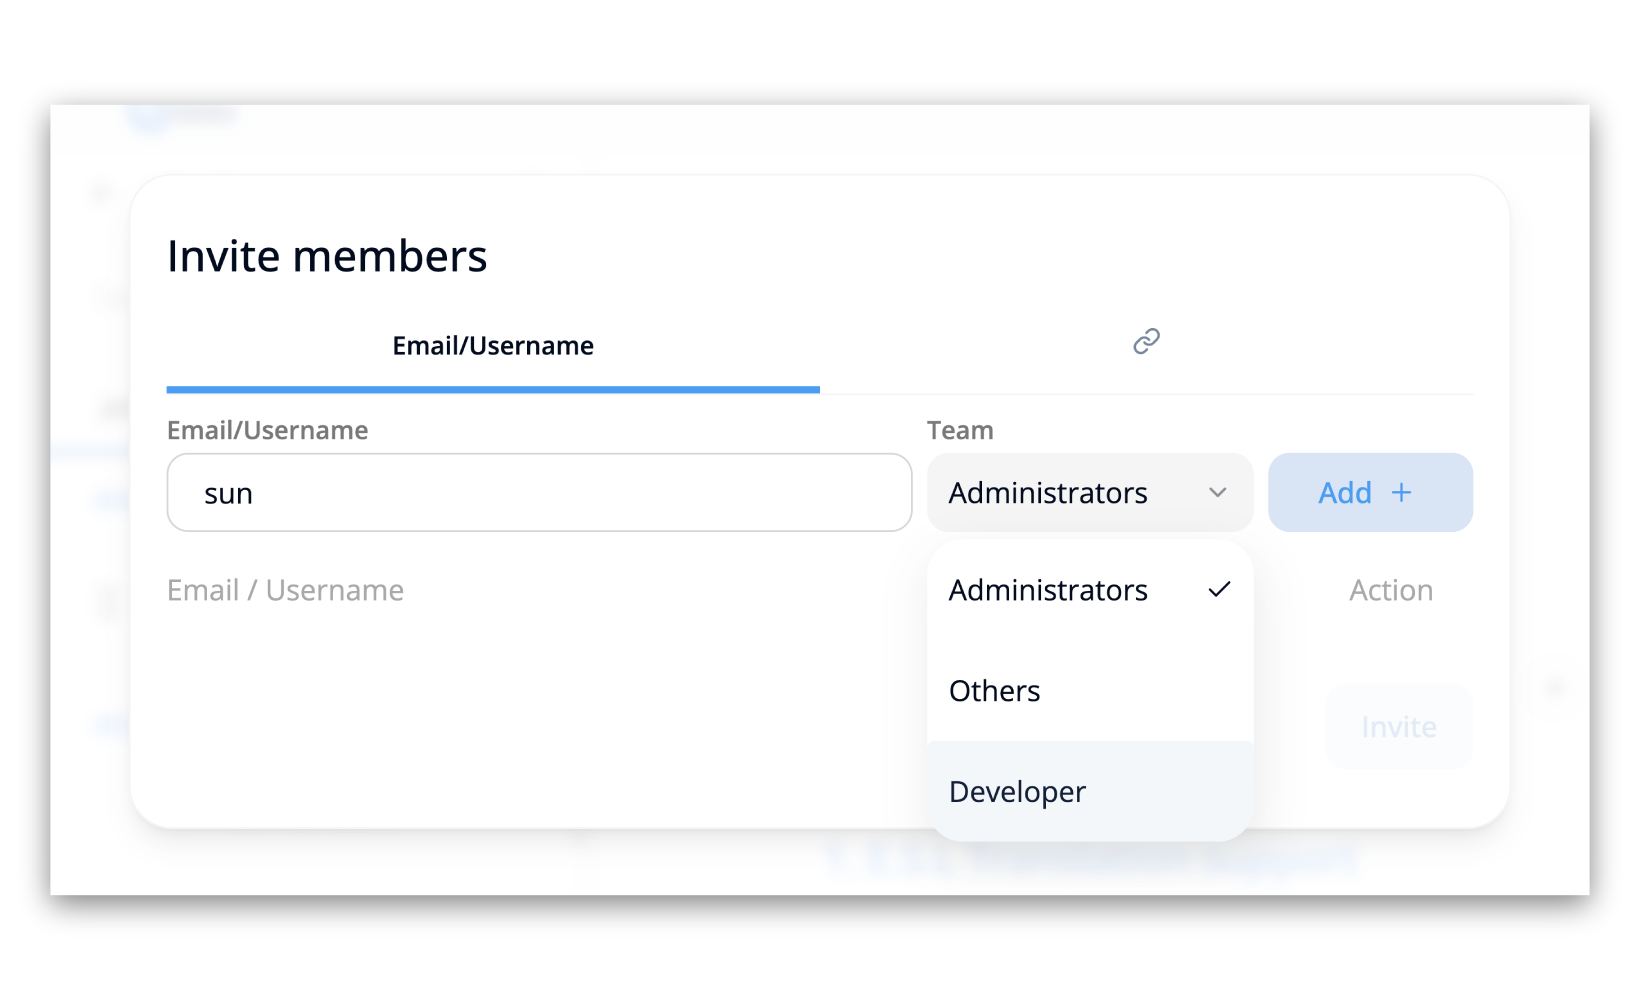 Invite members
Email/Username
Email/Username
Team
sun
Administrators
Add +
Email / Username
Administrators
Action
Others
Invite
Developer